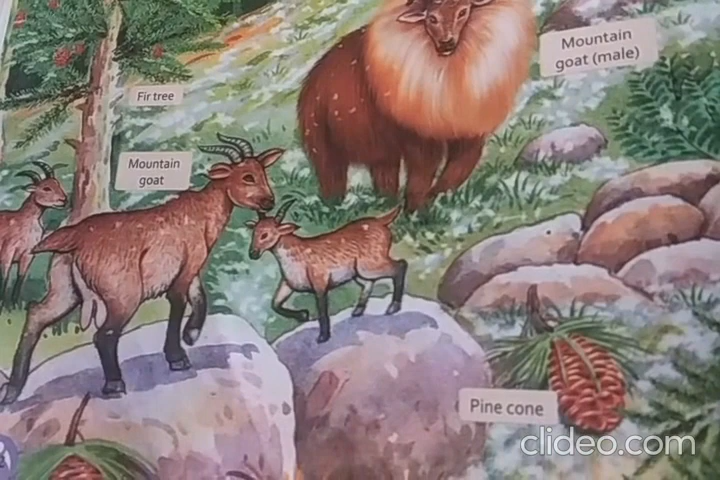 Mountain
goat (male)
Fir tree
Mountain
goat
Pine cone
clideo.com